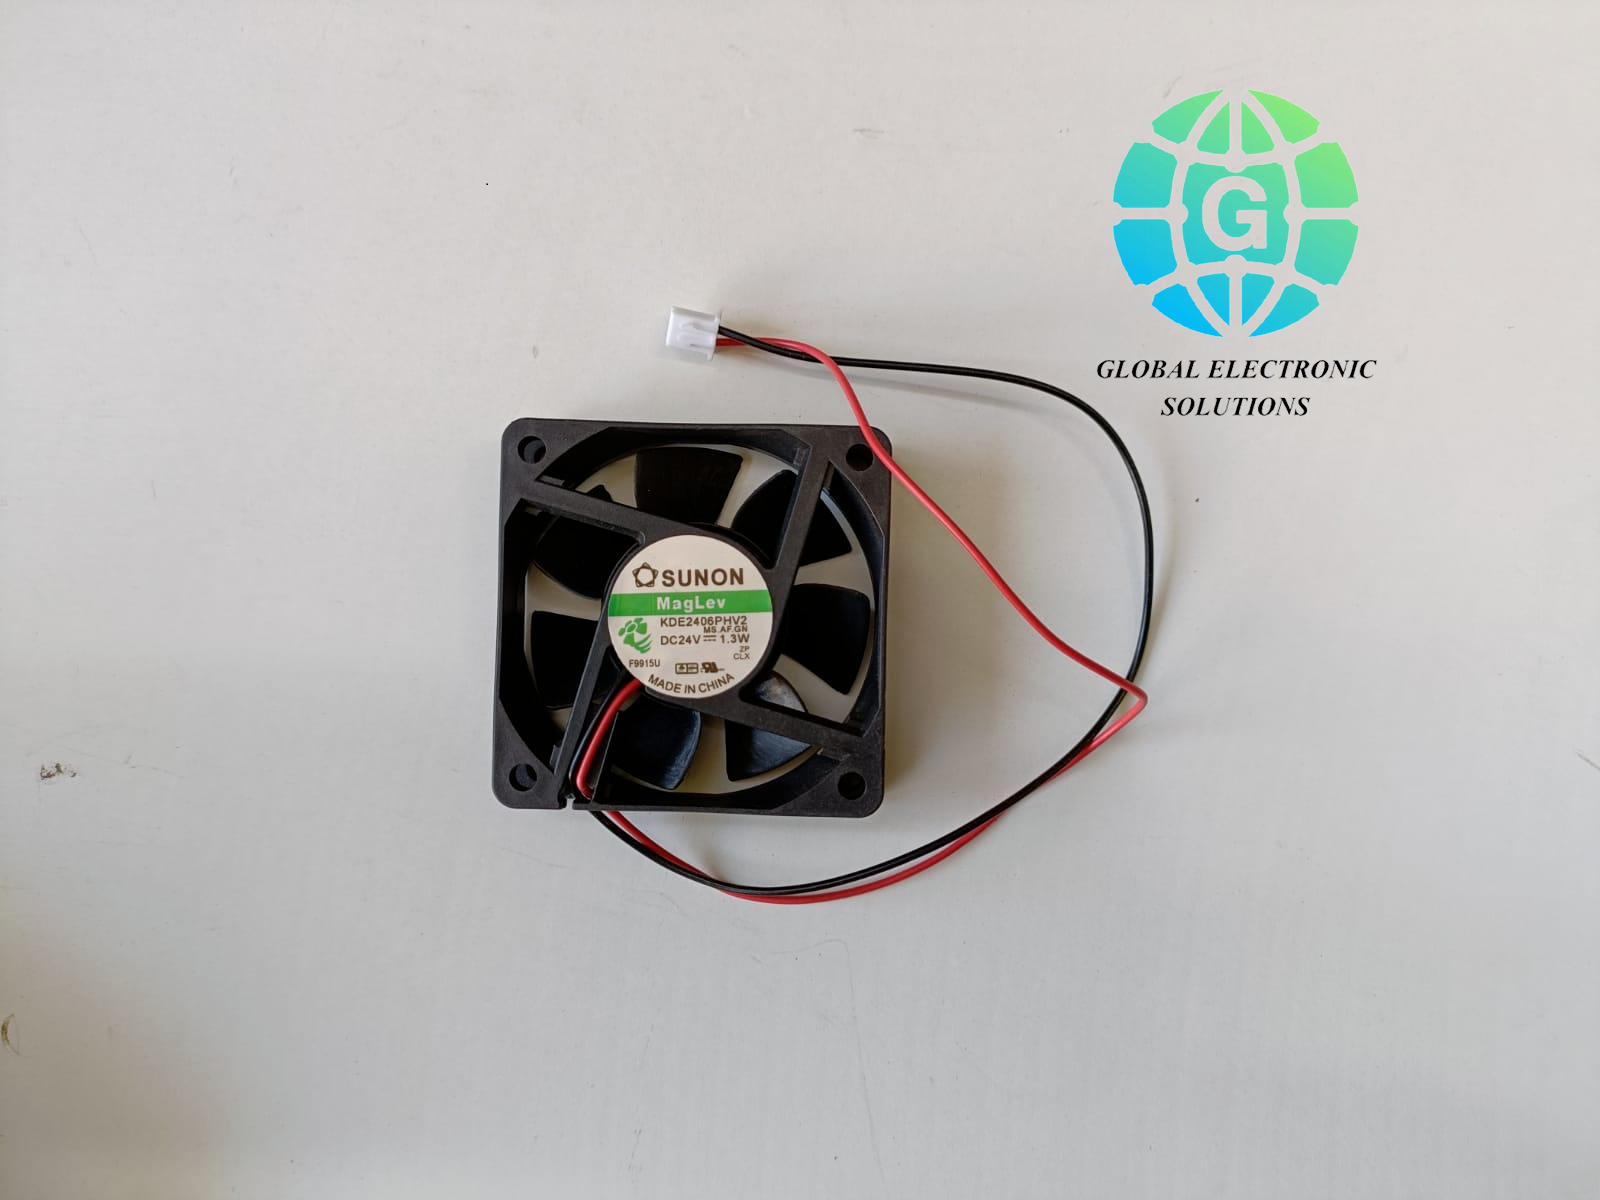 G
GLOBAL ELECTRONIC
SOLUTIONS
SUNON
MagLev
KDE2406PHV2
MS.AF.GN
DC24V ⎓ 1.3W
ZP
CLX
F9915U
MADE IN CHINA